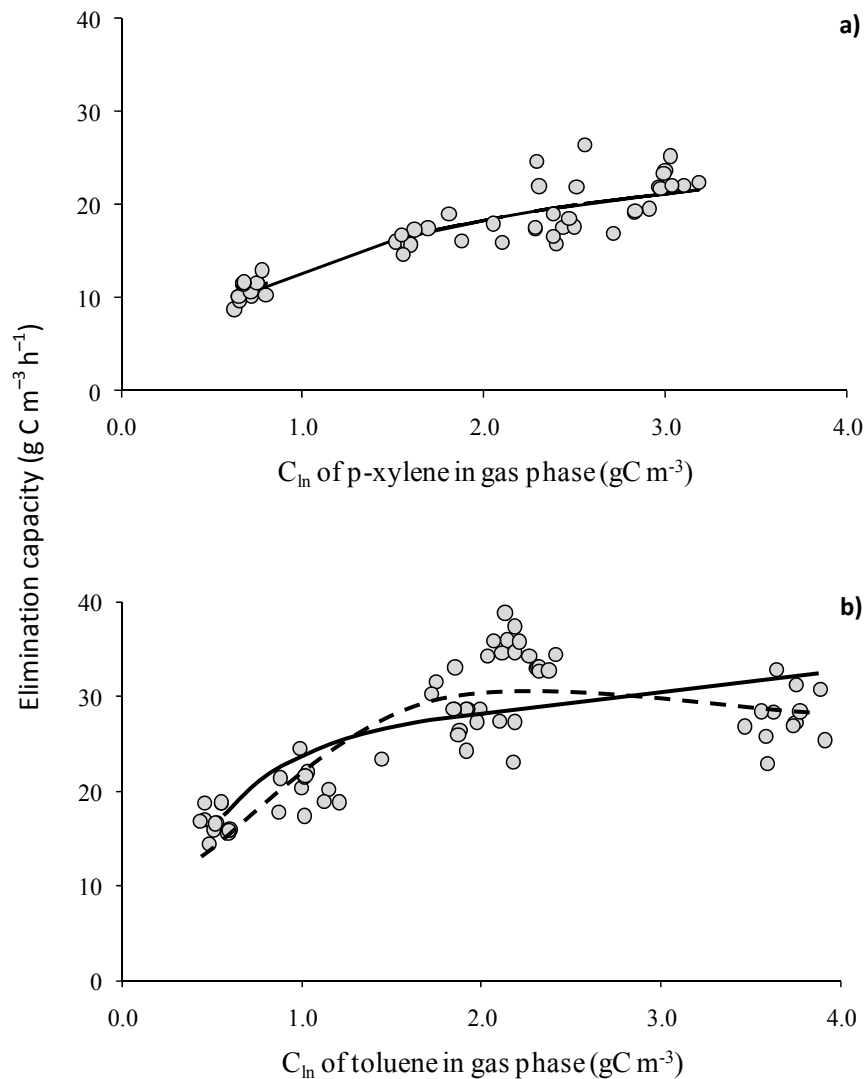 a)
40
30
20
10
0
0.0 1.0 2.0 3.0 4.0
C_ln of p-xylene in gas phase (gC m⁻³)
Elimination capacity (g C m⁻³ h⁻¹)
b)
40
30
20
10
0
0.0 1.0 2.0 3.0 4.0
C_ln of toluene in gas phase (gC m⁻³)